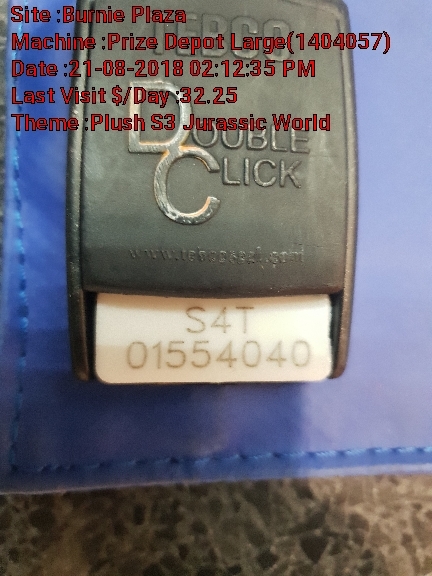 Site :Burnie Plaza
Machine :Prize Depot Large(1404057)
Date :21-08-2018 02:12:35 PM
Last Visit $/Day :32.25
Theme :Plush S3 Jurassic World
DOUBLE
CLICK
S4T
01554040